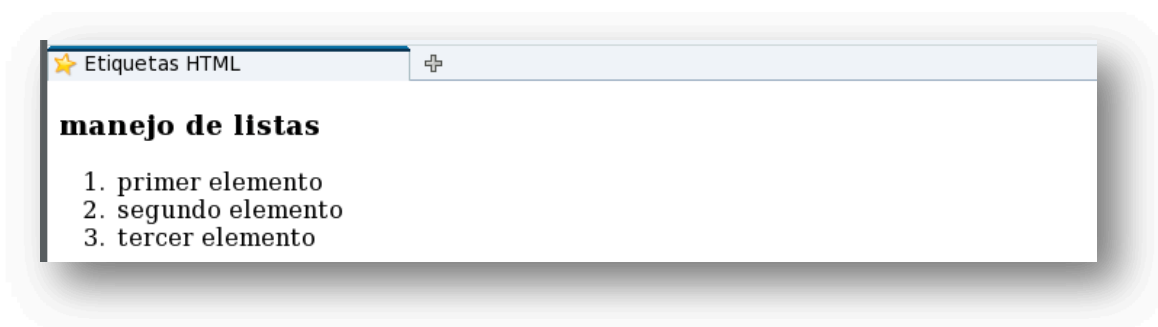 Etiquetas HTML
manejo de listas
1. primer elemento
2. segundo elemento
3. tercer elemento